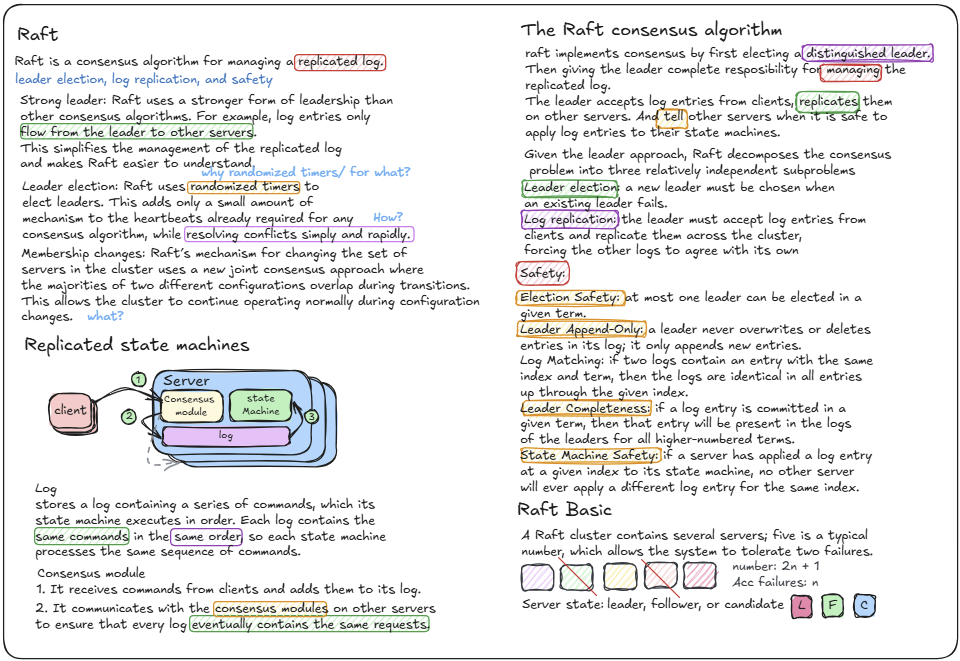 Raft
Raft is a consensus algorithm for managing a replicated log.
leader election, log replication, and safety
Strong leader: Raft uses a stronger form of leadership than
other consensus algorithms. For example, log entries only
flow from the leader to other servers.
This simplifies the management of the replicated log
and makes Raft easier to understand.
why randomized timers/ for what?
Leader election: Raft uses randomized timers to
elect leaders. This adds only a small amount of
mechanism to the heartbeats already required for any
How?
consensus algorithm, while resolving conflicts simply and rapidly.
Membership changes: Raft's mechanism for changing the set of
servers in the cluster uses a new joint consensus approach where
the majorities of two different configurations overlap during transitions.
This allows the cluster to continue operating normally during configuration
changes.
what?
Replicated state machines
client
1
2
3
Server
Consensus
module
state
Machine
log
Log
stores a log containing a series of commands, which its
state machine executes in order. Each log contains the
same commands in the same order, so each state machine
processes the same sequence of commands.
Consensus module
1. It receives commands from clients and adds them to its log.
2. It communicates with the consensus modules on other servers
to ensure that every log eventually contains the same requests.
The Raft consensus algorithm
raft implements consensus by first electing a distinguished leader.
Then giving the leader complete resposibility for managing the
replicated log.
The leader accepts log entries from clients, replicates them
on other servers. And tell other servers when it is safe to
apply log entries to their state machines.
Given the leader approach, Raft decomposes the consensus
problem into three relatively independent subproblems
Leader election: a new leader must be chosen when
an existing leader fails.
Log replication: the leader must accept log entries from
clients and replicate them across the cluster,
forcing the other logs to agree with its own
Safety:
Election Safety: at most one leader can be elected in a
given term.
Leader Append-Only: a leader never overwrites or deletes
entries in its log; it only appends new entries.
Log Matching: if two logs contain an entry with the same
index and term, then the logs are identical in all entries
up through the given index.
Leader Completeness: if a log entry is committed in a
given term, then that entry will be present in the logs
of the leaders for all higher-numbered terms.
State Machine Safety: if a server has applied a log entry
at a given index to its state machine, no other server
will ever apply a different log entry for the same index.
Raft Basic
A Raft cluster contains several servers; five is a typical
number, which allows the system to tolerate two failures.
number: 2n + 1
Acc failures: n
Server state: leader, follower, or candidate
L
F
C